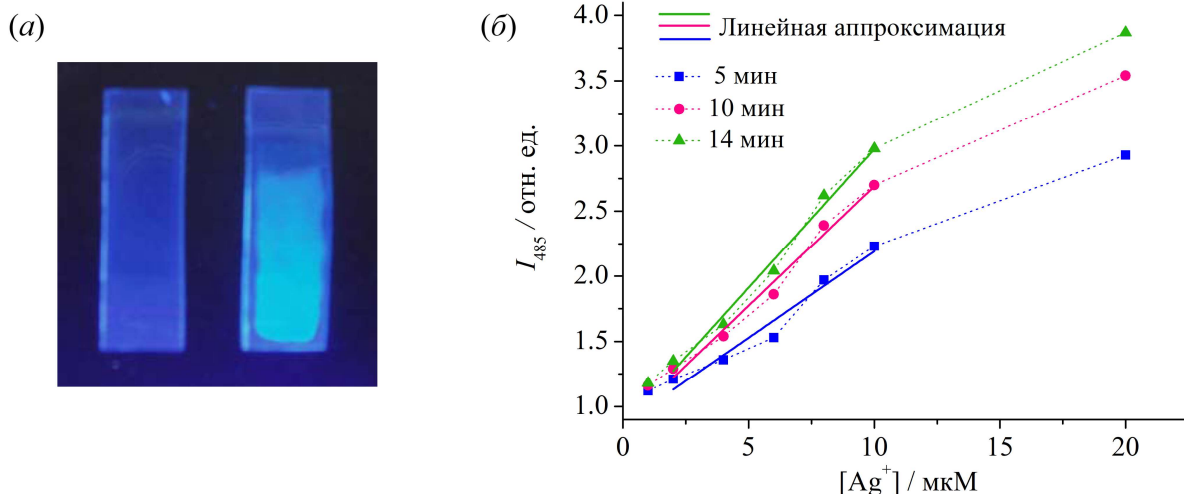 (а)
(б)
I485 / отн. ед.
4.0
3.5
3.0
2.5
2.0
1.5
1.0
Линейная аппроксимация
5 мин
10 мин
14 мин
0
5
10
15
20
[Ag+] / мкМ